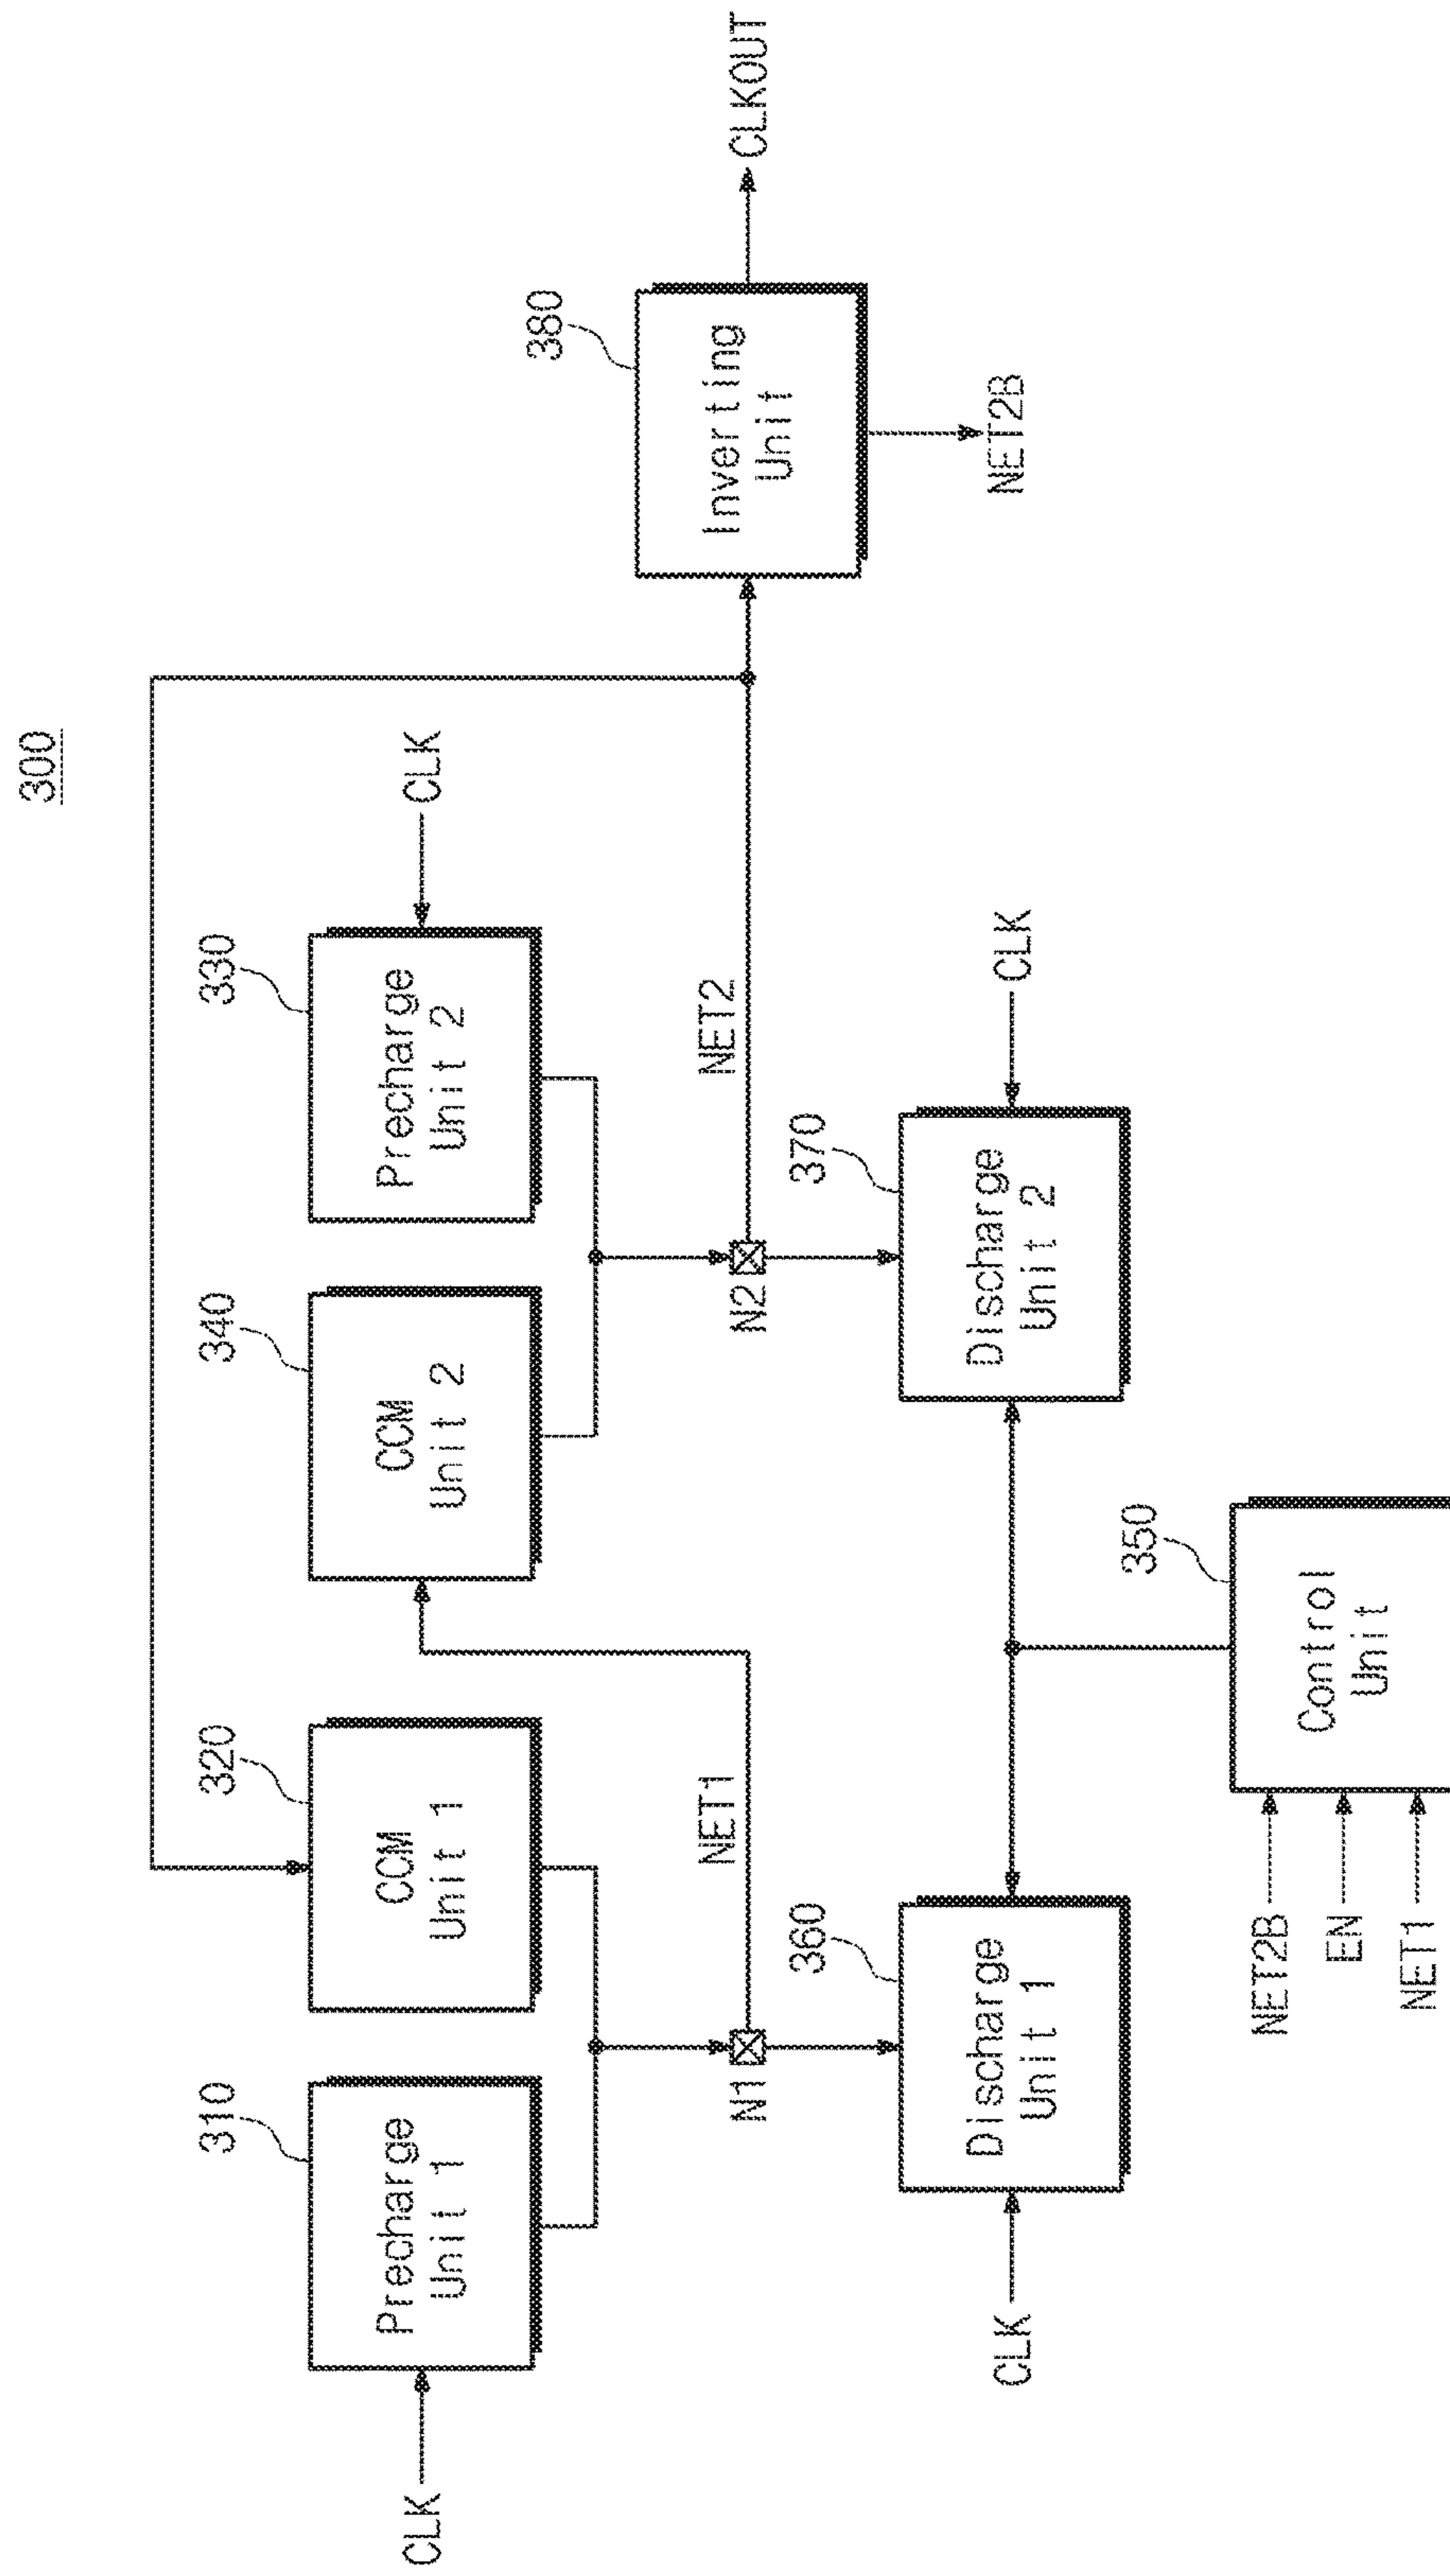 300
310
Precharge
Unit 1
320
CCM
Unit 1
340
CCM
Unit 2
330
Precharge
Unit 2
CLK
CLK
N1
NET1
N2
NET2
380
Inverting
Unit
CLKOUT
NET2B
360
Discharge
Unit 1
CLK
370
Discharge
Unit 2
CLK
350
Control
Unit
NET2B
EN
NET1